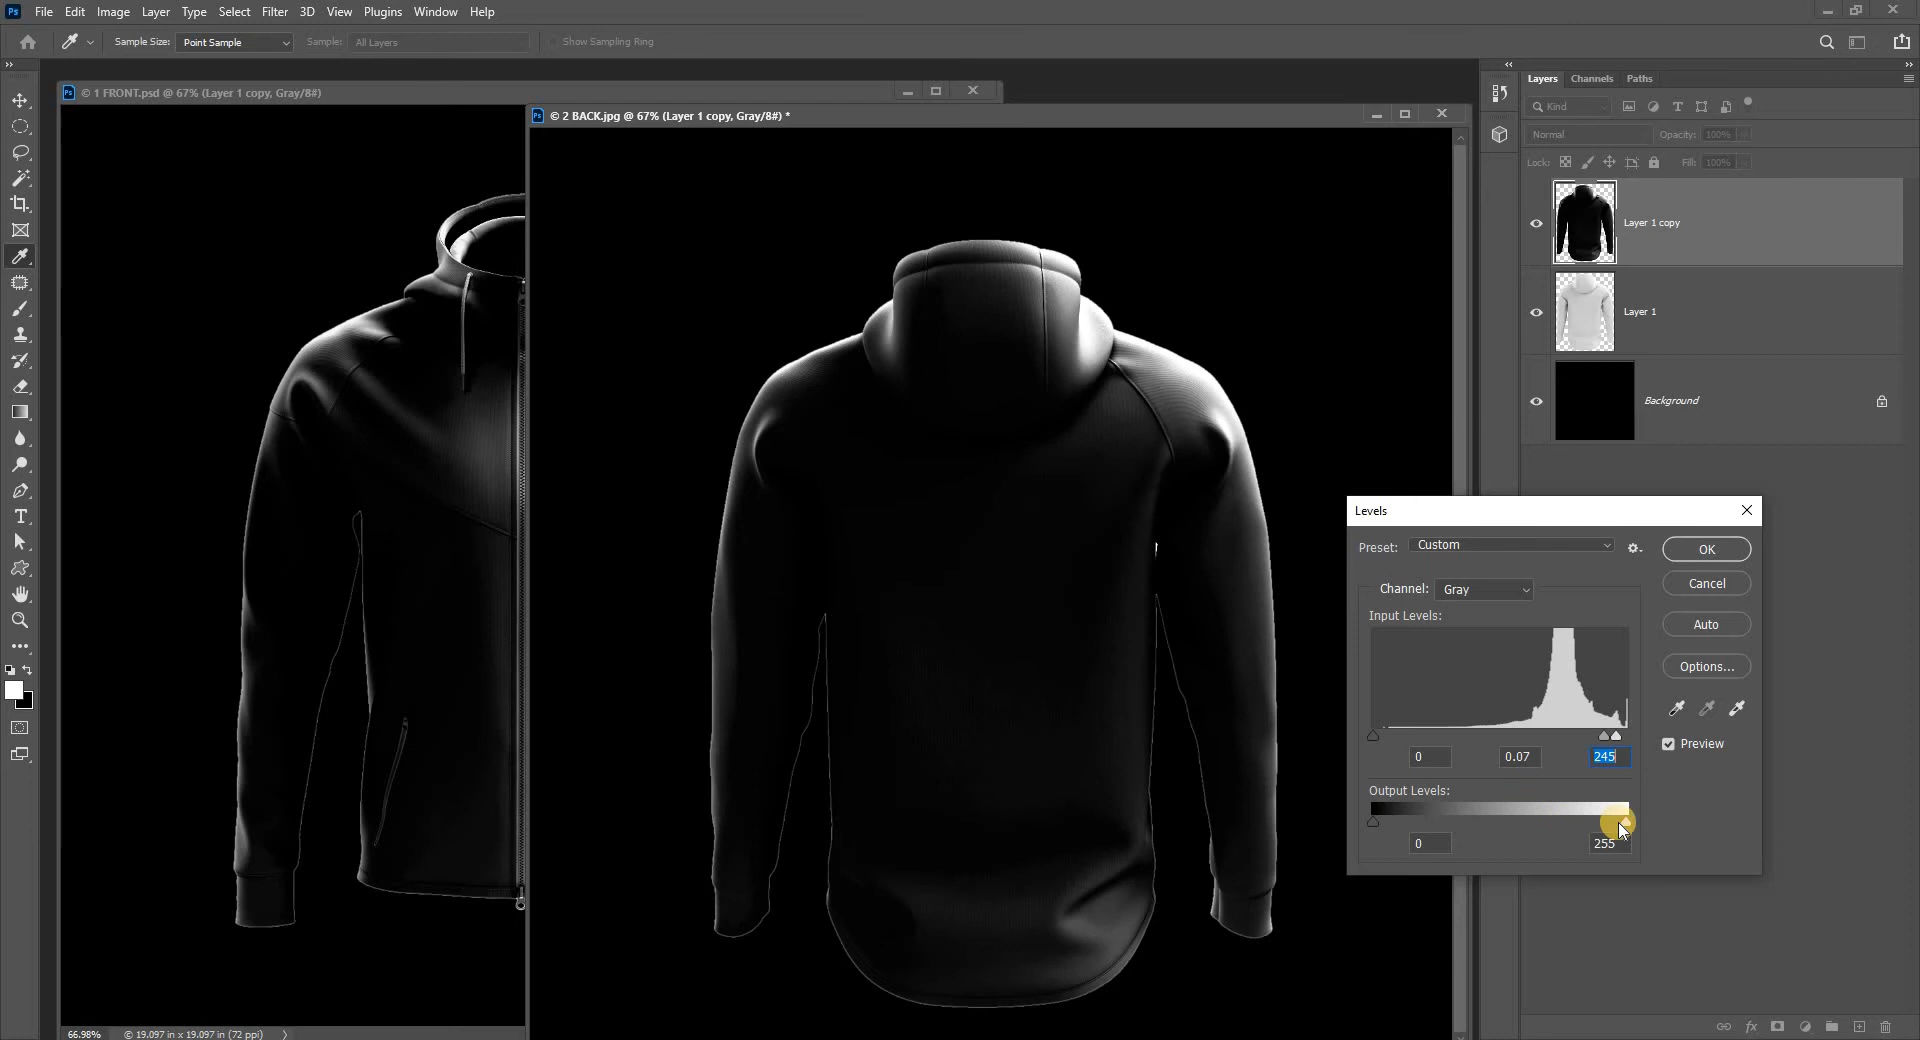 Ps File Edit Image Layer Type Select Filter 3D View Plugins Window Help
Sample Size: Point Sample Sample: All Layers Show Sampling Ring
Ps © 1 FRONT.psd @ 67% (Layer 1 copy, Gray/8#)
Ps © 2 BACK.jpg @ 67% (Layer 1 copy, Gray/8#) *
Layers Channels Paths
Kind
Normal Opacity: 100%
Lock: Fill: 100%
Layer 1 copy
Layer 1
Background
Levels
Preset: Custom
OK
Channel: Gray
Cancel
Input Levels:
Auto
Options...
Preview
0 0.07 245
Output Levels:
0 255
66.98% © 19.097 in x 19.097 in (72 ppi)